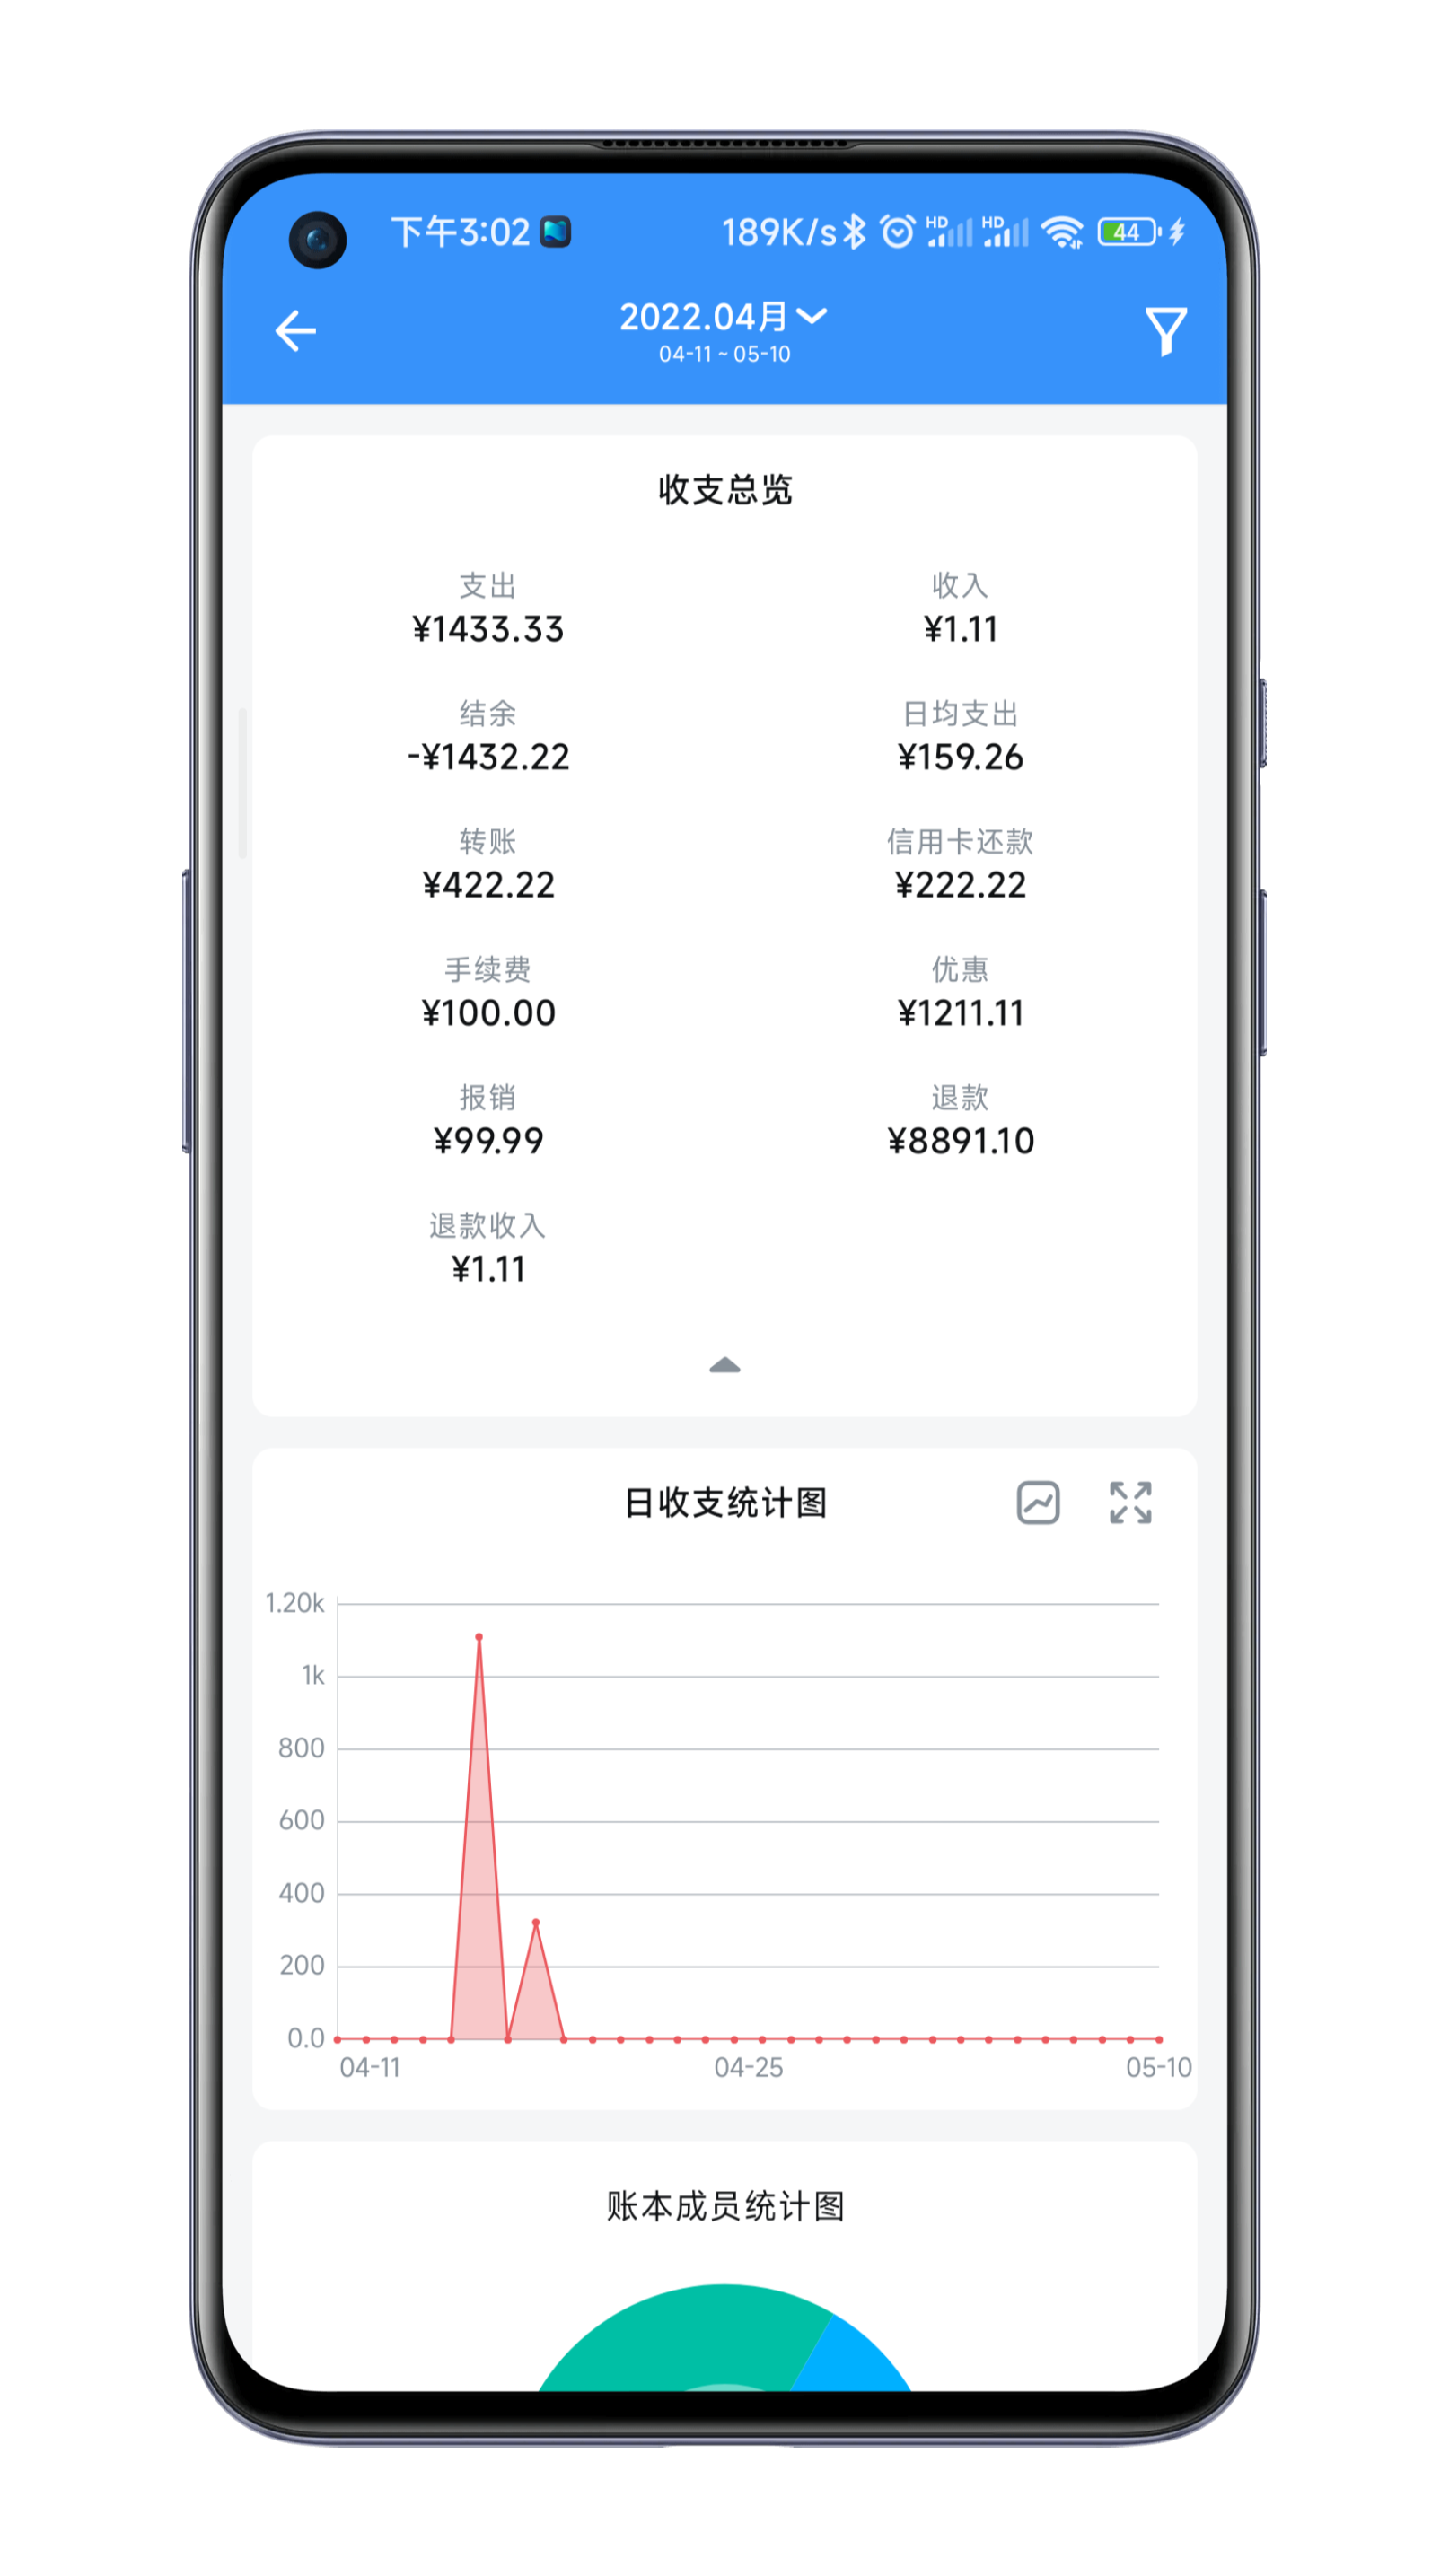 下午3:02 189K/s HD HD 44
2022.04月
04-11 ~ 05-10
收支总览
支出 收入
¥1433.33 ¥1.11
结余 日均支出
-¥1432.22 ¥159.26
转账 信用卡还款
¥422.22 ¥222.22
手续费 优惠
¥100.00 ¥1211.11
报销 退款
¥99.99 ¥8891.10
退款收入
¥1.11
日收支统计图
1.20k
1k
800
600
400
200
0.0
04-11 04-25 05-10
账本成员统计图